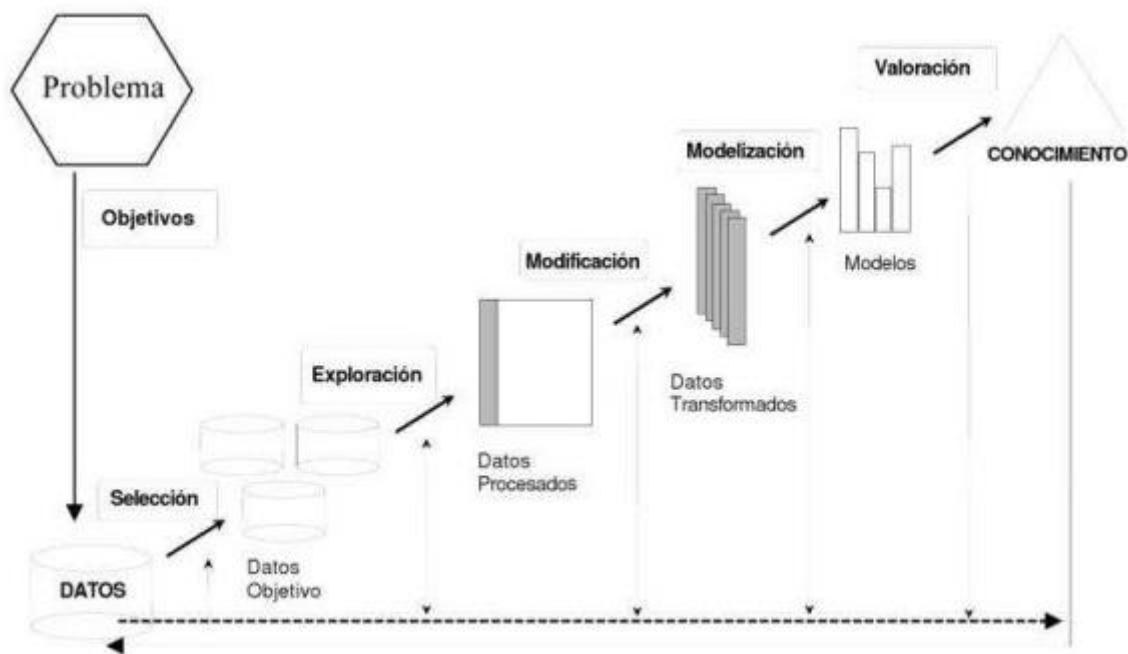 Problema
Objetivos
DATOS
Selección
Datos
Objetivo
Exploración
Datos
Procesados
Modificación
Datos
Transformados
Modelización
Modelos
Valoración
CONOCIMIENTO